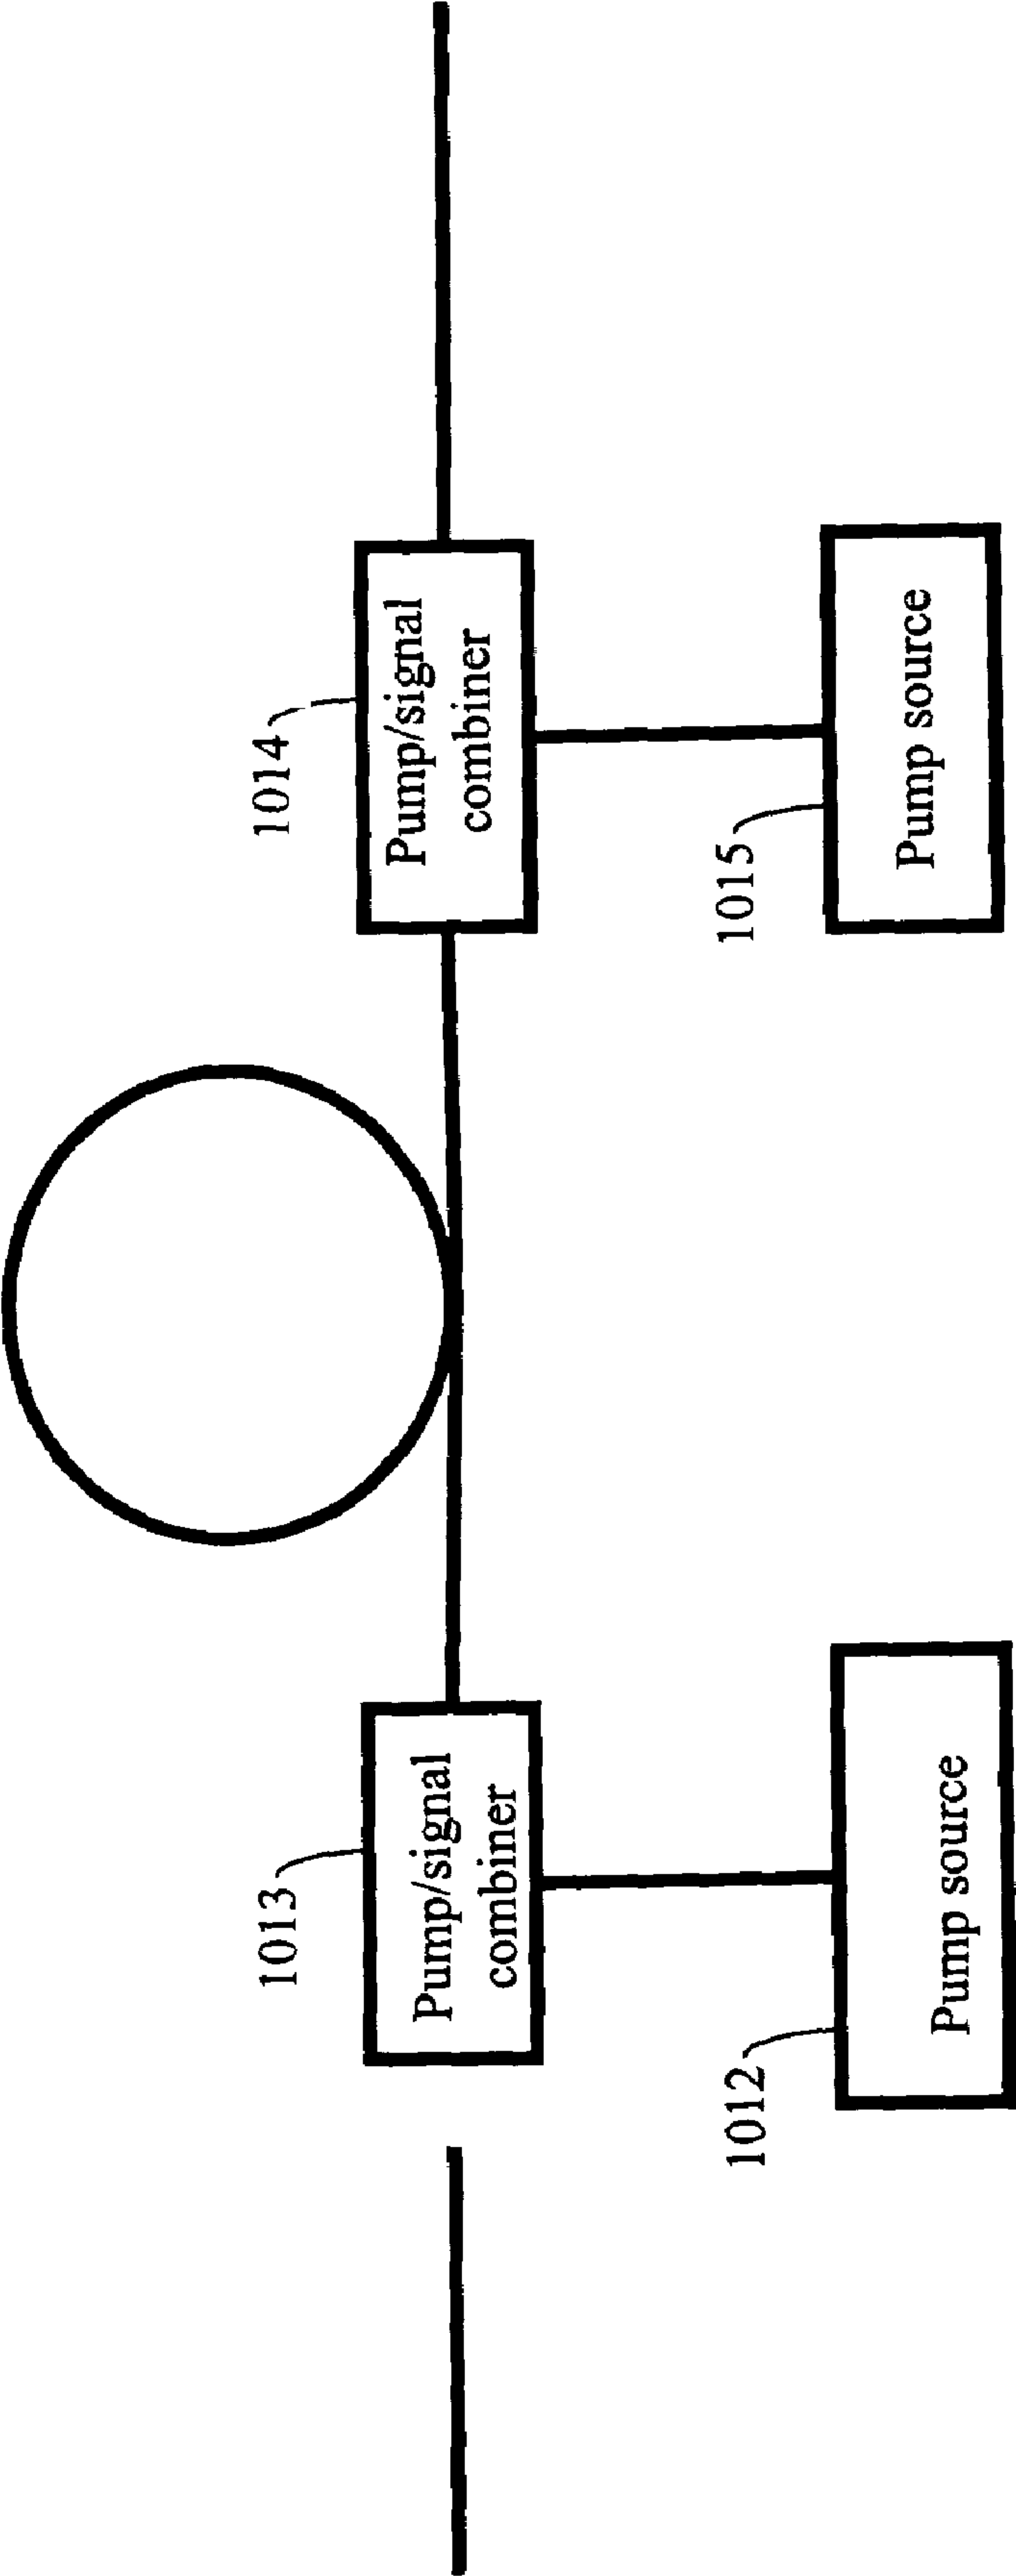 1013
Pump/signal
combiner
1012
Pump source
1014
Pump/signal
combiner
1015
Pump source